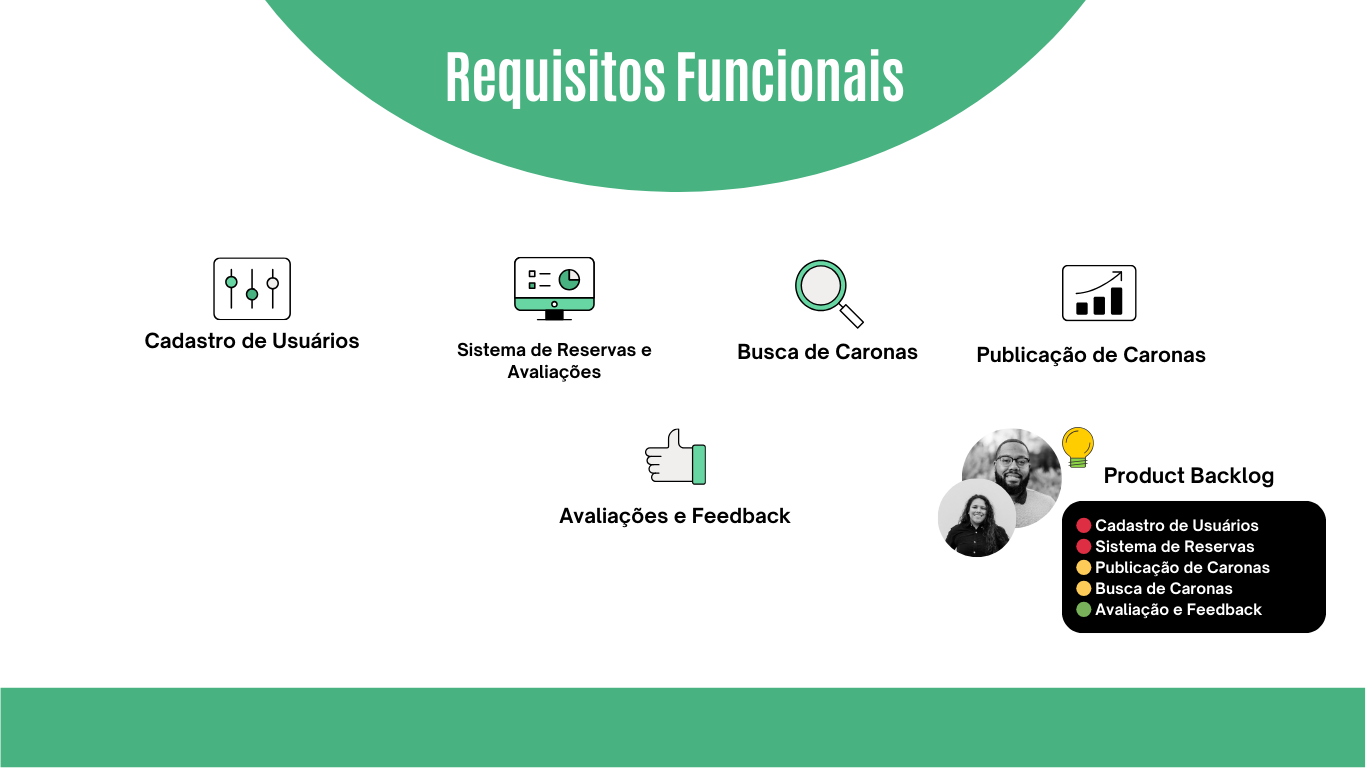 Requisitos Funcionais
Cadastro de Usuários
Sistema de Reservas e
Avaliações
Busca de Caronas
Publicação de Caronas
Avaliações e Feedback
Product Backlog
Cadastro de Usuários
Sistema de Reservas
Publicação de Caronas
Busca de Caronas
Avaliação e Feedback